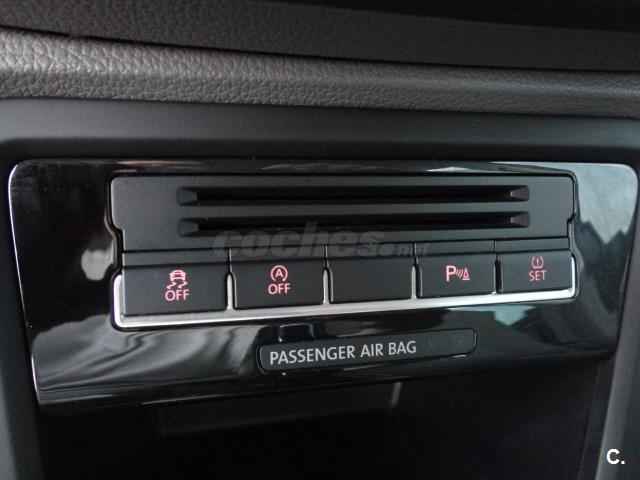 coches.net
OFF
A
OFF
P
SET
PASSENGER AIR BAG
C.